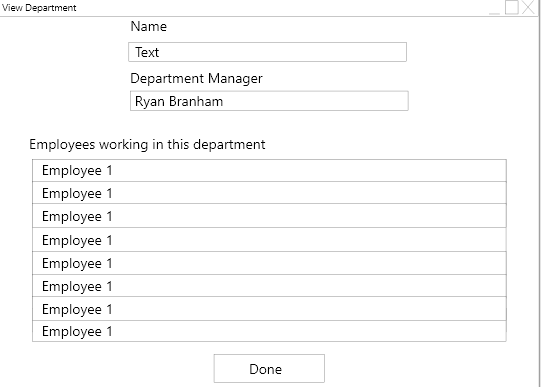 View Department
Name
Text
Department Manager
Ryan Branham
Employees working in this department
Employee 1
Employee 1
Employee 1
Employee 1
Employee 1
Employee 1
Employee 1
Employee 1
Done